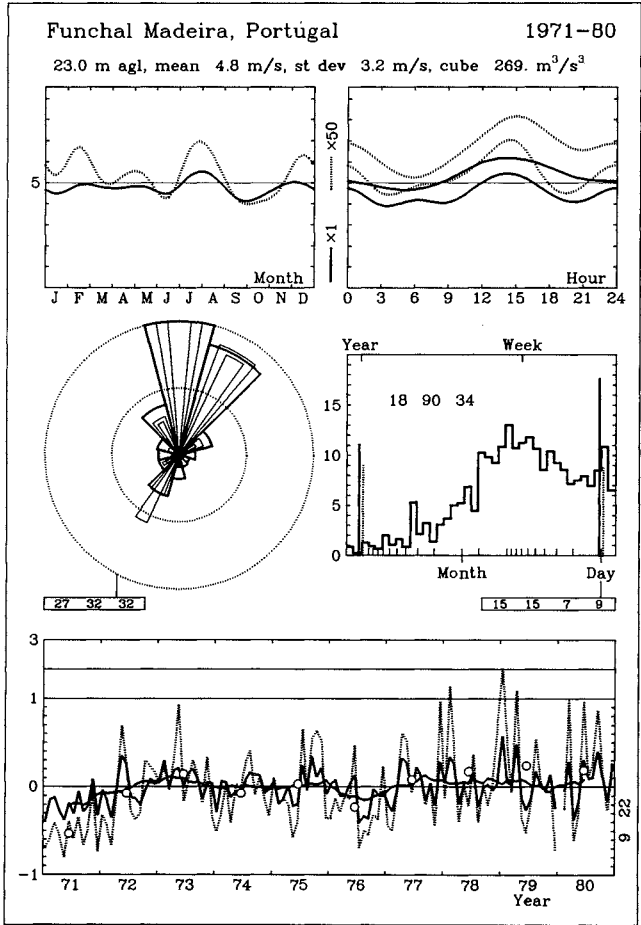 Funchal Madeira, Portugal 1971-80
23.0 m agl, mean 4.8 m/s, st dev 3.2 m/s, cube 269. m³/s³
5
Month
J F M A M J J A S O N D
×1 ×50
Hour
0 3 6 9 12 15 18 21 24
Year Week
18 90 34
15
10
5
0
Month Day
27 32 32
15 15 7 9
3
1
0
-1
71 72 73 74 75 76 77 78 79 80
Year
9 22